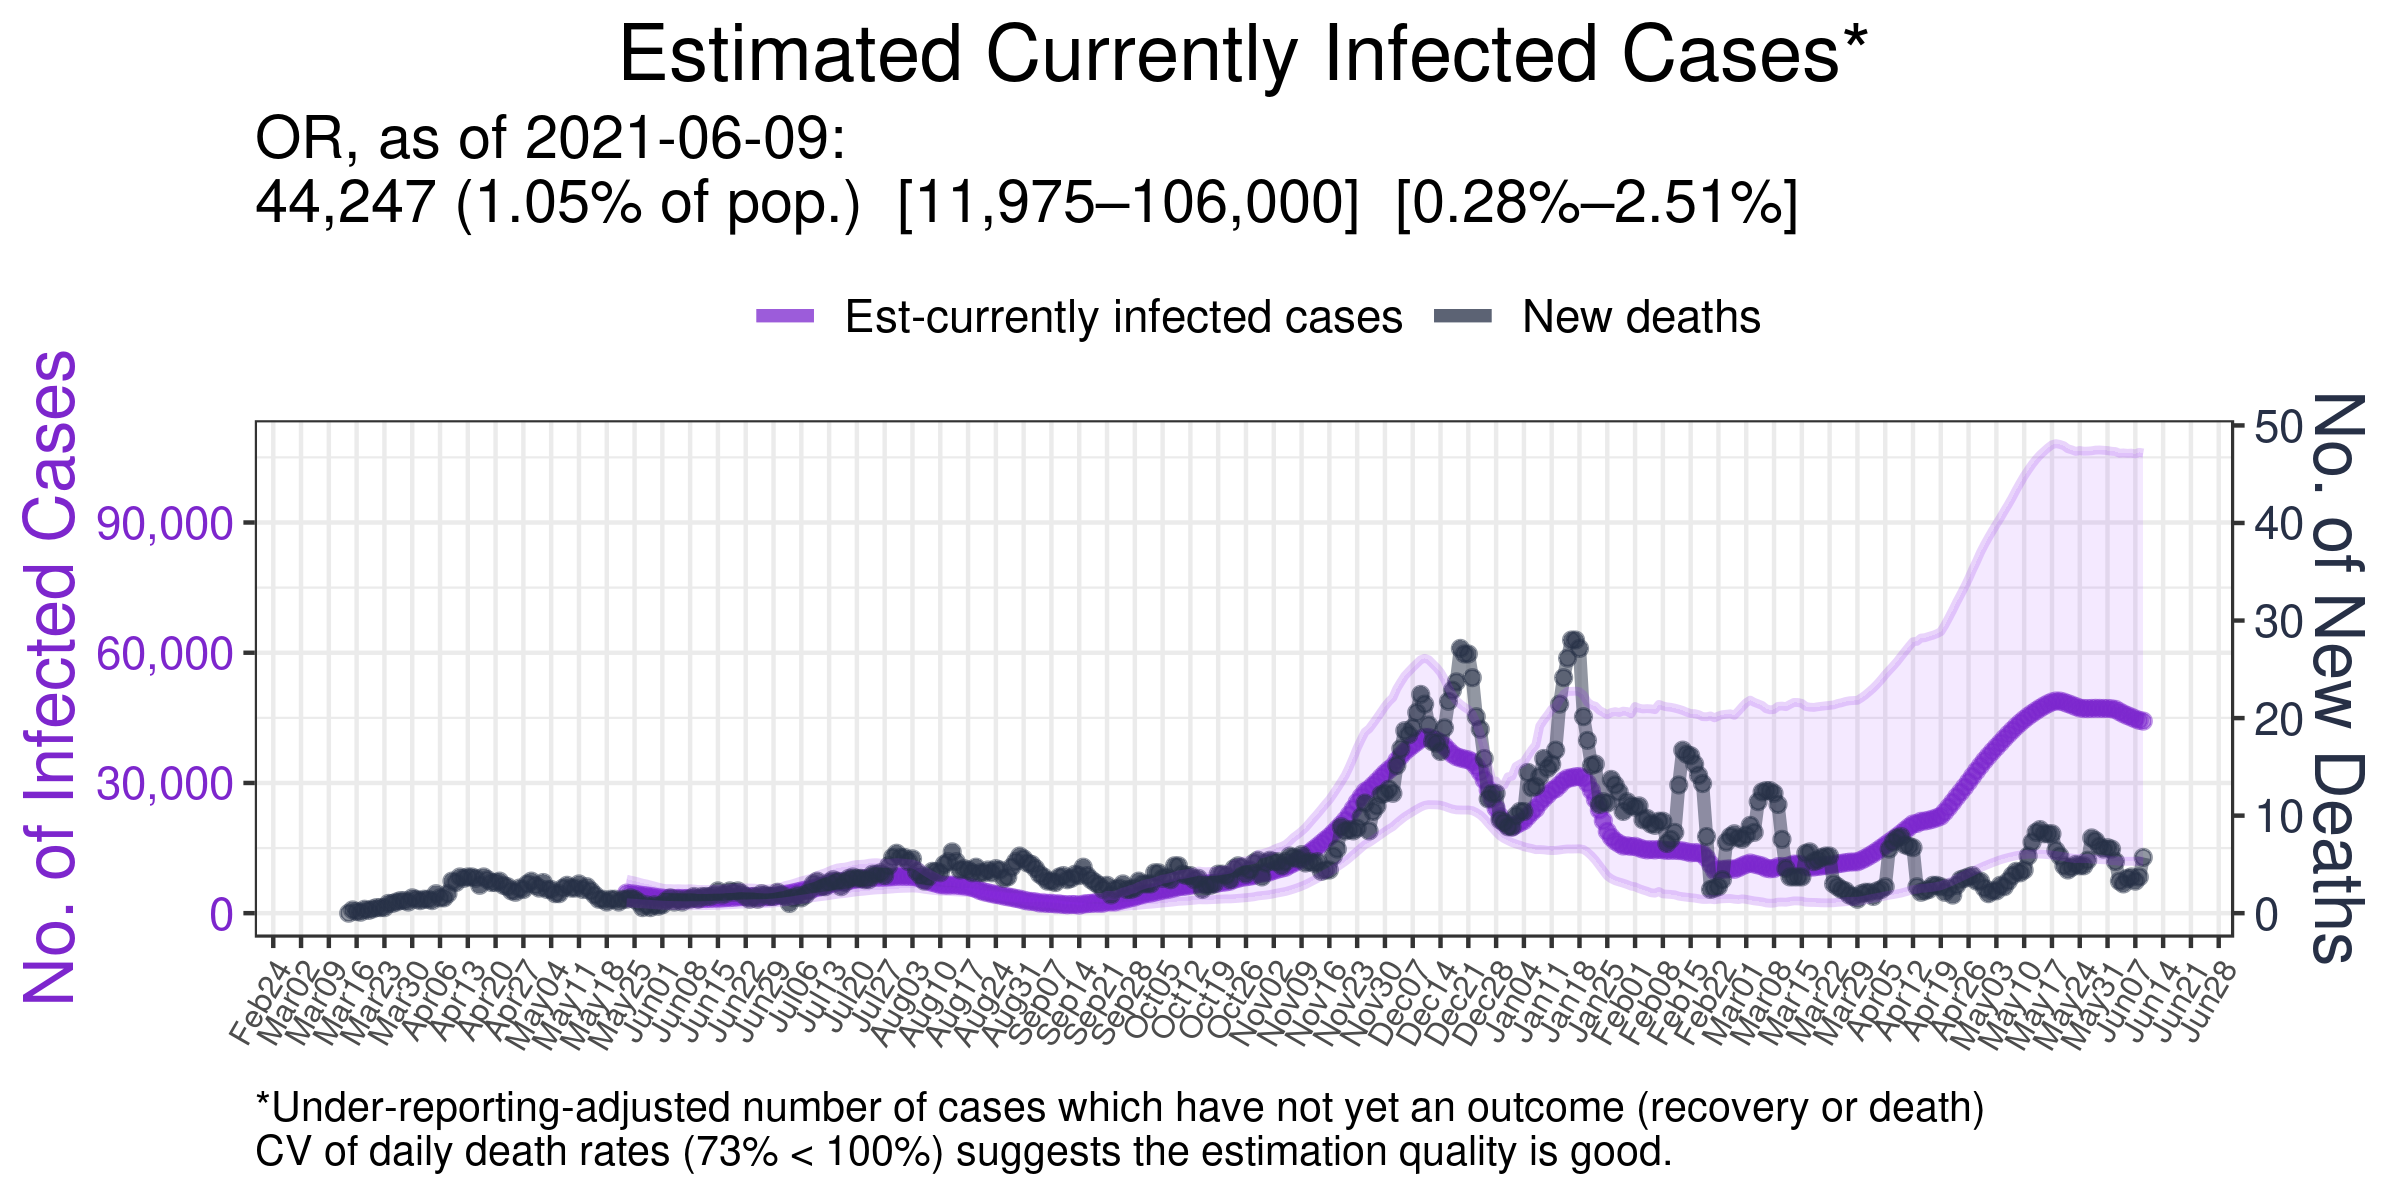 Estimated Currently Infected Cases*
OR, as of 2021-06-09:
44,247 (1.05% of pop.) [11,975–106,000] [0.28%–2.51%]
Est-currently infected cases
New deaths
No. of Infected Cases
90,000
60,000
30,000
0
50
40
30
20
10
0
No. of New Deaths
Feb24
Mar02
Mar09
Mar16
Mar23
Mar30
Apr06
Apr13
Apr20
Apr27
May04
May11
May18
May25
Jun01
Jun08
Jun15
Jun22
Jun29
Jul06
Jul13
Jul20
Jul27
Aug03
Aug10
Aug17
Aug24
Aug31
Sep07
Sep14
Sep21
Sep28
Oct05
Oct12
Oct19
Oct26
Nov02
Nov09
Nov16
Nov23
Nov30
Dec07
Dec14
Dec21
Dec28
Jan04
Jan11
Jan18
Jan25
Feb01
Feb08
Feb15
Feb22
Mar01
Mar08
Mar15
Mar22
Mar29
Apr05
Apr12
Apr19
Apr26
May03
May10
May17
May24
May31
Jun07
Jun14
Jun21
Jun28
*Under-reporting-adjusted number of cases which have not yet an outcome (recovery or death)
CV of daily death rates (73% < 100%) suggests the estimation quality is good.